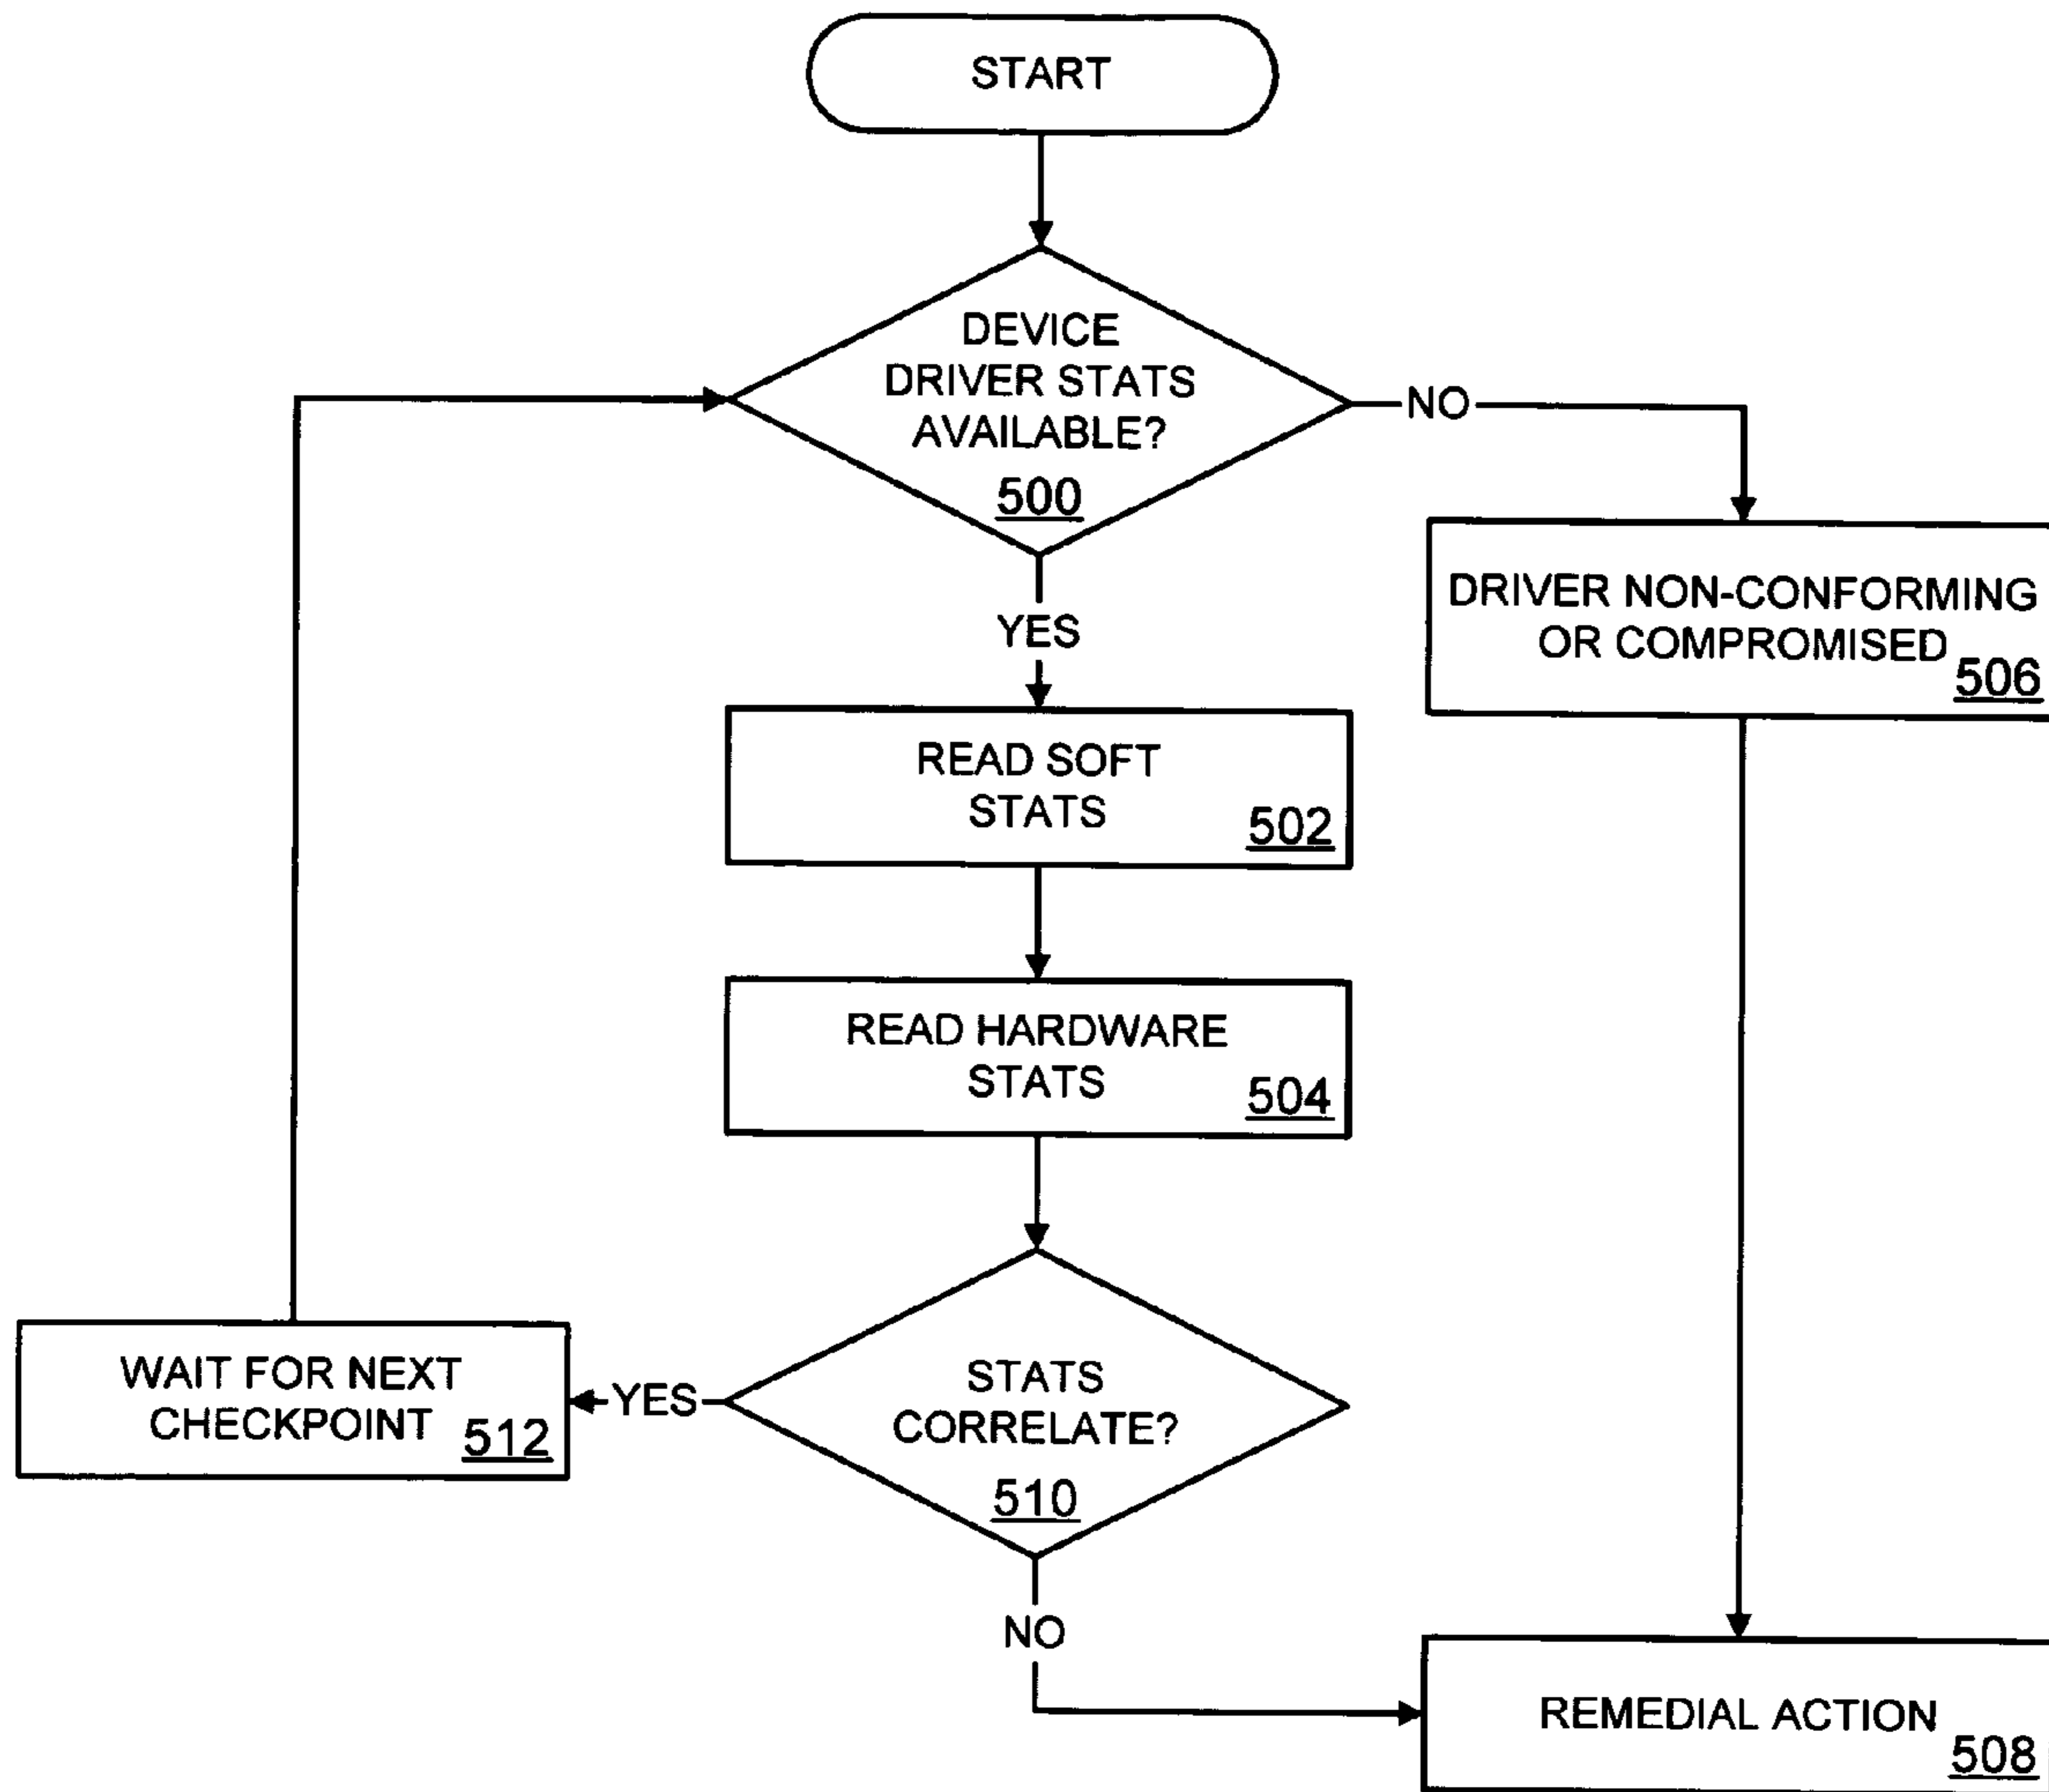 START
DEVICE
DRIVER STATS
AVAILABLE?
500
NO
DRIVER NON-CONFORMING
OR COMPROMISED
506
YES
READ SOFT
STATS
502
READ HARDWARE
STATS
504
WAIT FOR NEXT
CHECKPOINT
512
YES
STATS
CORRELATE?
510
NO
REMEDIAL ACTION
508